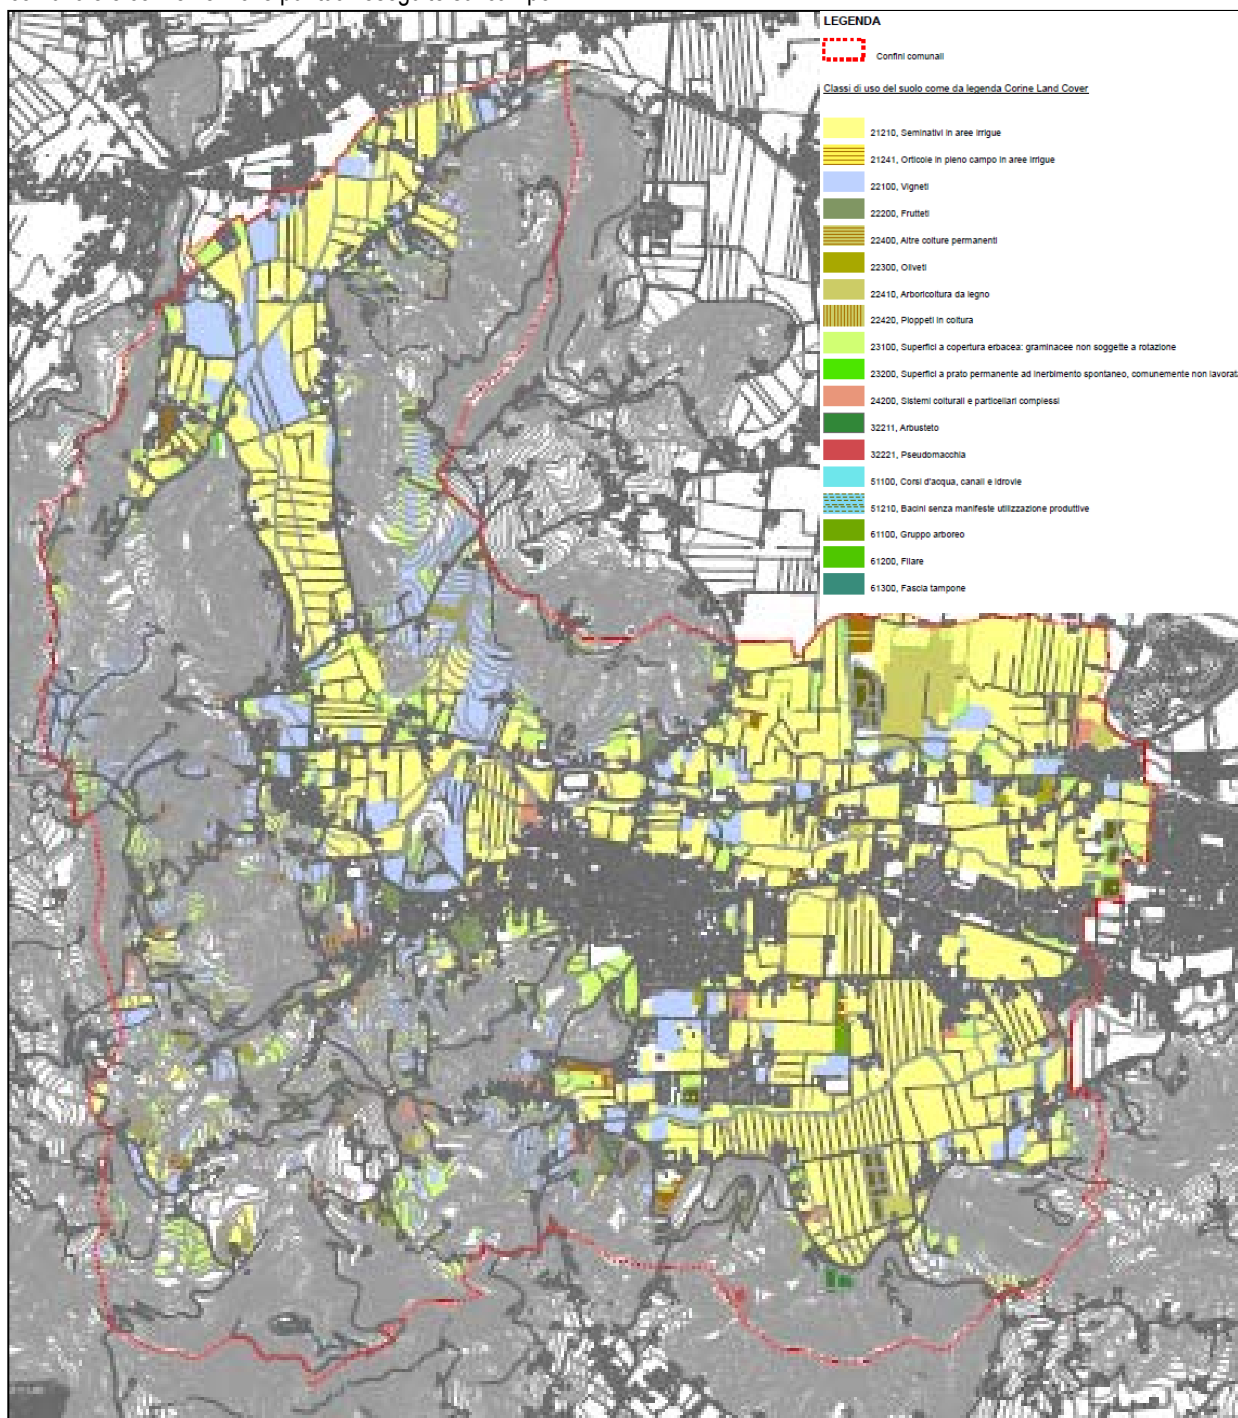 LEGENDA
Confini comunali
Classi di uso del suolo come da legenda Corine Land Cover
21210, Seminativi in aree irrigue
21241, Orticole in pieno campo in aree irrigue
22100, Vigneti
22200, Frutteti
22400, Altre colture permanenti
22300, Oliveti
22410, Arboricoltura da legno
22420, Pioppeti in coltura
23100, Superfici a copertura erbacea: graminacee non soggette a rotazione
23200, Superfici a prato permanente ad inerbimento spontaneo, comunemente non lavorat
24200, Sistemi colturali e particellari complessi
32211, Arbusteto
32221, Pseudomacchia
51100, Corsi d'acqua, canali e idrovie
51210, Bacini senza manifeste utilizzazione produttive
61100, Gruppo arboreo
61200, Filare
61300, Fascia tampone